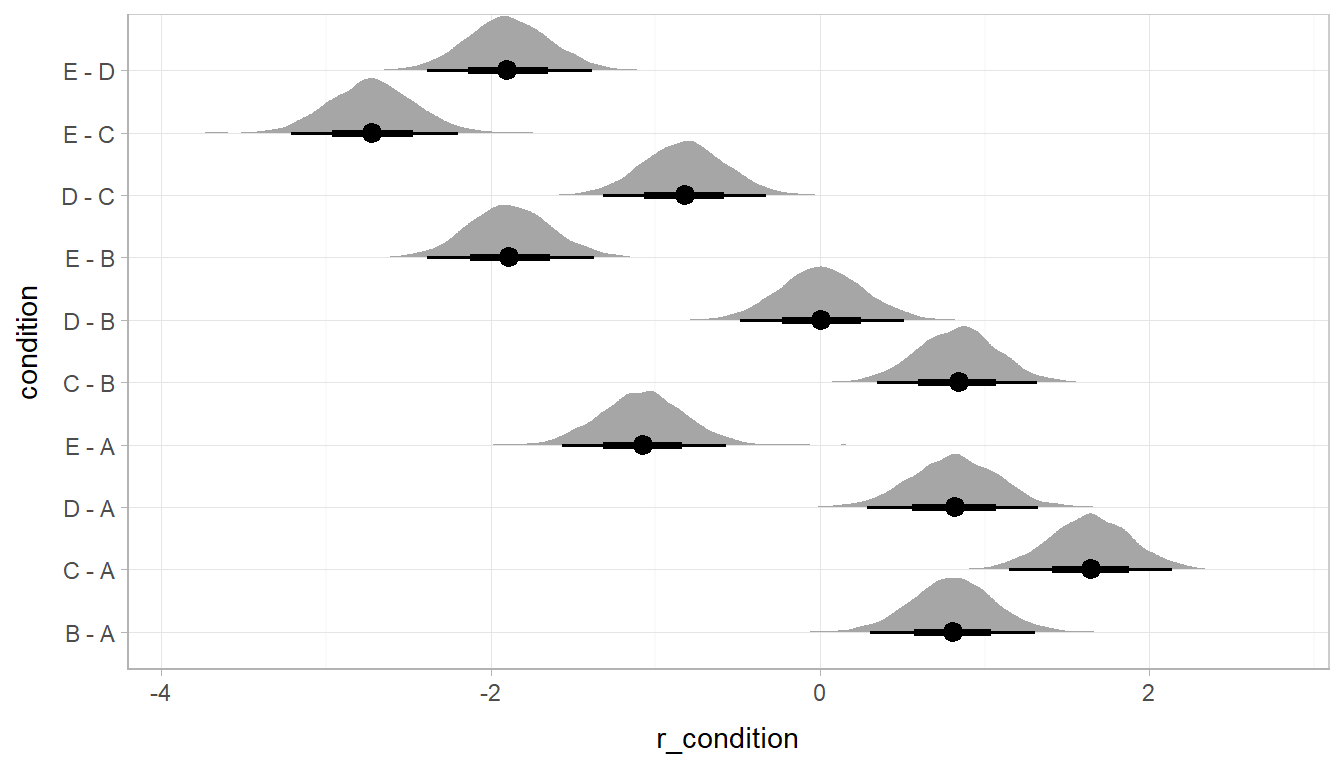 E - D
E - C
D - C
E - B
D - B
C - B
E - A
D - A
C - A
B - A
condition
-4 -2 0 2
r_condition